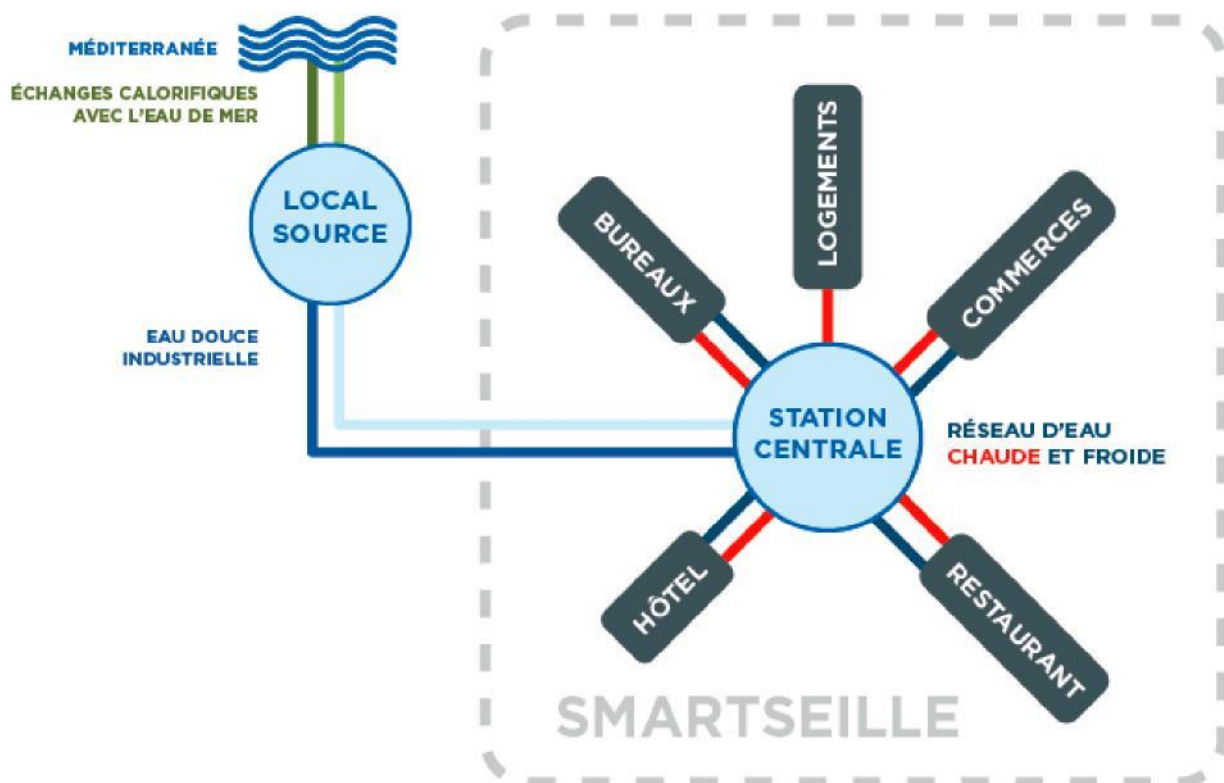 MÉDITERRANÉE
ÉCHANGES CALORIFIQUES
AVEC L'EAU DE MER
LOCAL
SOURCE
EAU DOUCE
INDUSTRIELLE
BUREAUX
LOGEMENTS
COMMERCES
STATION
CENTRALE
RÉSEAU D'EAU
CHAUDE ET FROIDE
HÔTEL
RESTAURANT
SMARTSEILLE